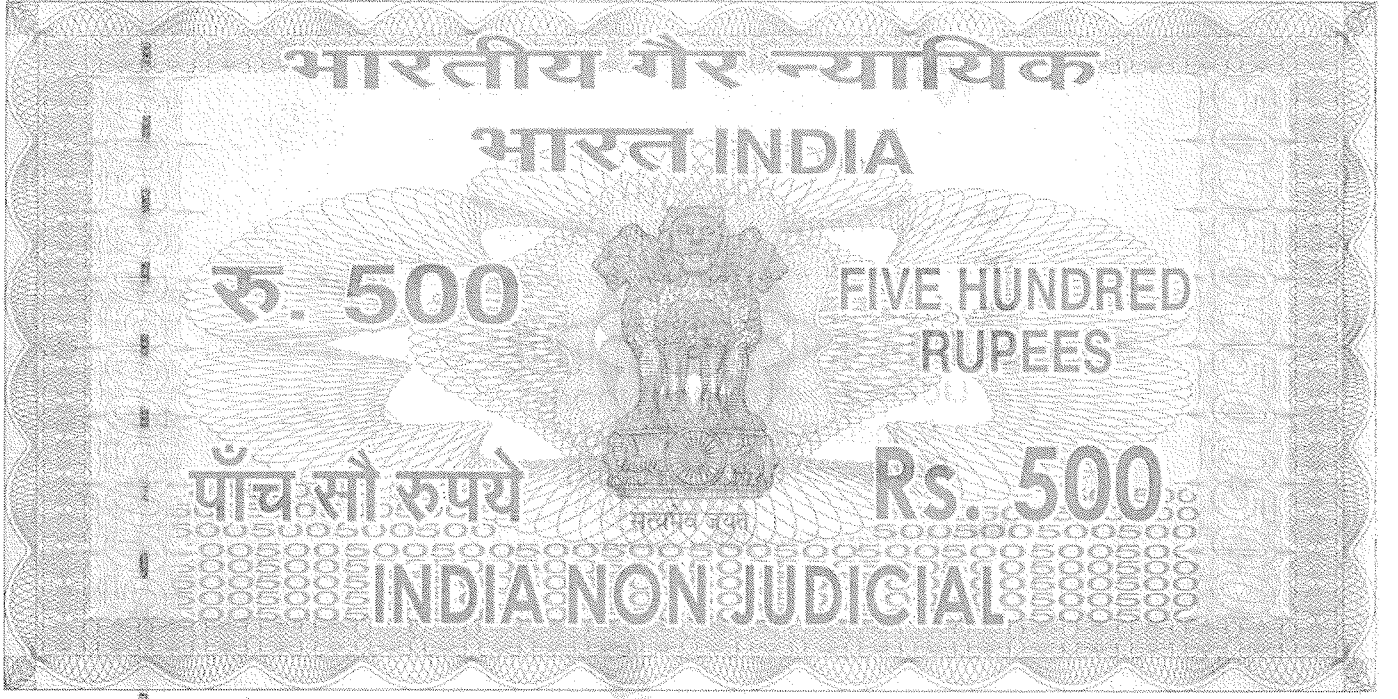 भारतीय गैर न्यायिक
भारत INDIA
रु. 500
FIVE HUNDRED
RUPEES
पाँच सौ रुपये
Rs. 500
सत्यमेव जयते
INDIA NON JUDICIAL